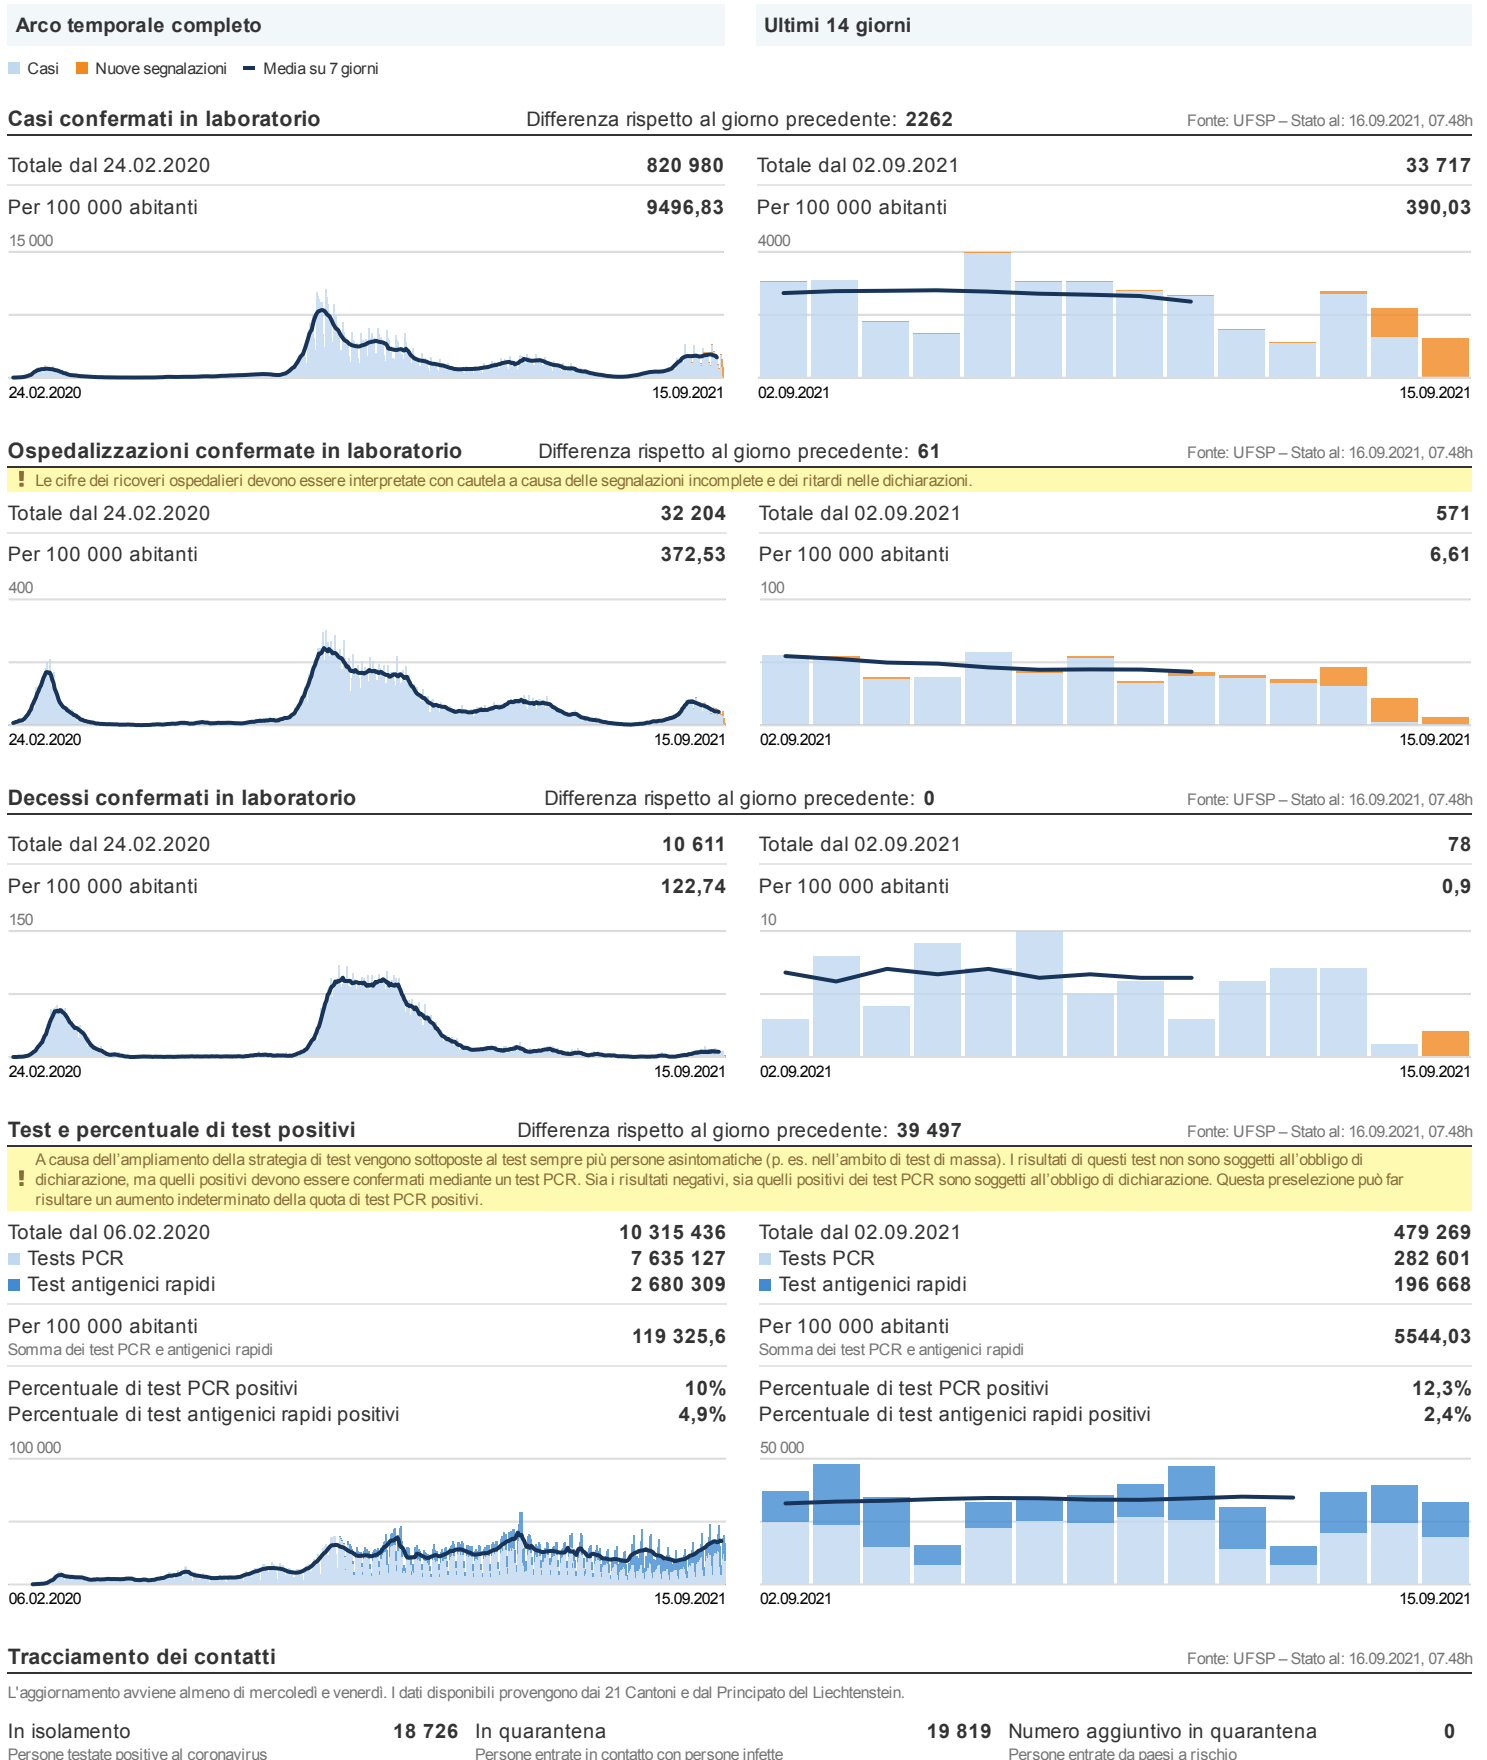 Arco temporale completo
Ultimi 14 giorni
Casi Nuove segnalazioni Media su 7 giorni
Casi confermati in laboratorio Differenza rispetto al giorno precedente: 2262 Fonte: UFSP – Stato al: 16.09.2021, 07.48h
Totale dal 24.02.2020 820 980
Per 100 000 abitanti 9496,83
15 000
24.02.2020 15.09.2021
Totale dal 02.09.2021 33 717
Per 100 000 abitanti 390,03
4000
02.09.2021 15.09.2021
Ospedalizzazioni confermate in laboratorio Differenza rispetto al giorno precedente: 61 Fonte: UFSP – Stato al: 16.09.2021, 07.48h
! Le cifre dei ricoveri ospedalieri devono essere interpretate con cautela a causa delle segnalazioni incomplete e dei ritardi nelle dichiarazioni.
Totale dal 24.02.2020 32 204
Per 100 000 abitanti 372,53
400
24.02.2020 15.09.2021
Totale dal 02.09.2021 571
Per 100 000 abitanti 6,61
100
02.09.2021 15.09.2021
Decessi confermati in laboratorio Differenza rispetto al giorno precedente: 0 Fonte: UFSP – Stato al: 16.09.2021, 07.48h
Totale dal 24.02.2020 10 611
Per 100 000 abitanti 122,74
150
24.02.2020 15.09.2021
Totale dal 02.09.2021 78
Per 100 000 abitanti 0,9
10
02.09.2021 15.09.2021
Test e percentuale di test positivi Differenza rispetto al giorno precedente: 39 497 Fonte: UFSP – Stato al: 16.09.2021, 07.48h
A causa dell'ampliamento della strategia di test vengono sottoposte al test sempre più persone asintomatiche (p. es. nell'ambito di test di massa). I risultati di questi test non sono soggetti all'obbligo di
! dichiarazione, ma quelli positivi devono essere confermati mediante un test PCR. Sia i risultati negativi, sia quelli positivi dei test PCR sono soggetti all'obbligo di dichiarazione. Questa preselezione può far
risultare un aumento indeterminato della quota di test PCR positivi.
Totale dal 06.02.2020 10 315 436
Tests PCR 7 635 127
Test antigenici rapidi 2 680 309
Per 100 000 abitanti 119 325,6
Somma dei test PCR e antigenici rapidi
Percentuale di test PCR positivi 10%
Percentuale di test antigenici rapidi positivi 4,9%
100 000
06.02.2020 15.09.2021
Totale dal 02.09.2021 479 269
Tests PCR 282 601
Test antigenici rapidi 196 668
Per 100 000 abitanti 5544,03
Somma dei test PCR e antigenici rapidi
Percentuale di test PCR positivi 12,3%
Percentuale di test antigenici rapidi positivi 2,4%
50 000
02.09.2021 15.09.2021
Tracciamento dei contatti Fonte: UFSP – Stato al: 16.09.2021, 07.48h
L'aggiornamento avviene almeno di mercoledì e venerdì. I dati disponibili provengono dai 21 Cantoni e dal Principato del Liechtenstein.
In isolamento 18 726 In quarantena 19 819 Numero aggiuntivo in quarantena 0
Persone testate positive al coronavirus Persone entrate in contatto con persone infette Persone entrate da paesi a rischio